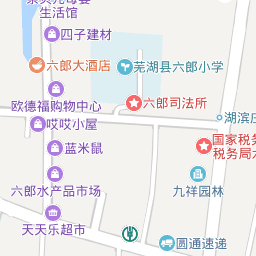 生活馆
四子建材
六郎大酒店
芜湖县六郎小学
欧德福购物中心
六郎司法所
哎哎小屋
湖滨庄
蓝米鼠
国家税务
税务局六
六郎水产品市场
九祥园林
天天乐超市
圆通速递